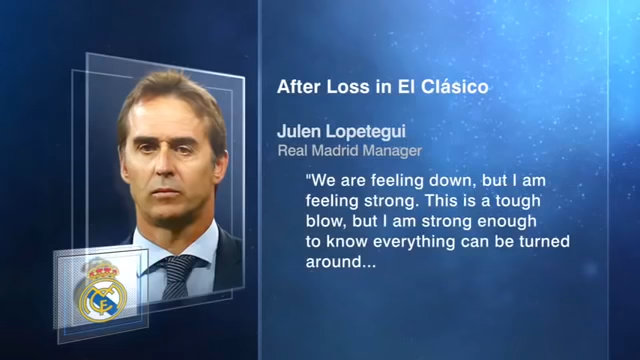 After Loss in El Clásico
Julen Lopetegui
Real Madrid Manager
"We are feeling down, but I am
feeling strong. This is a tough
blow, but I am strong enough
to know everything can be turned
around...